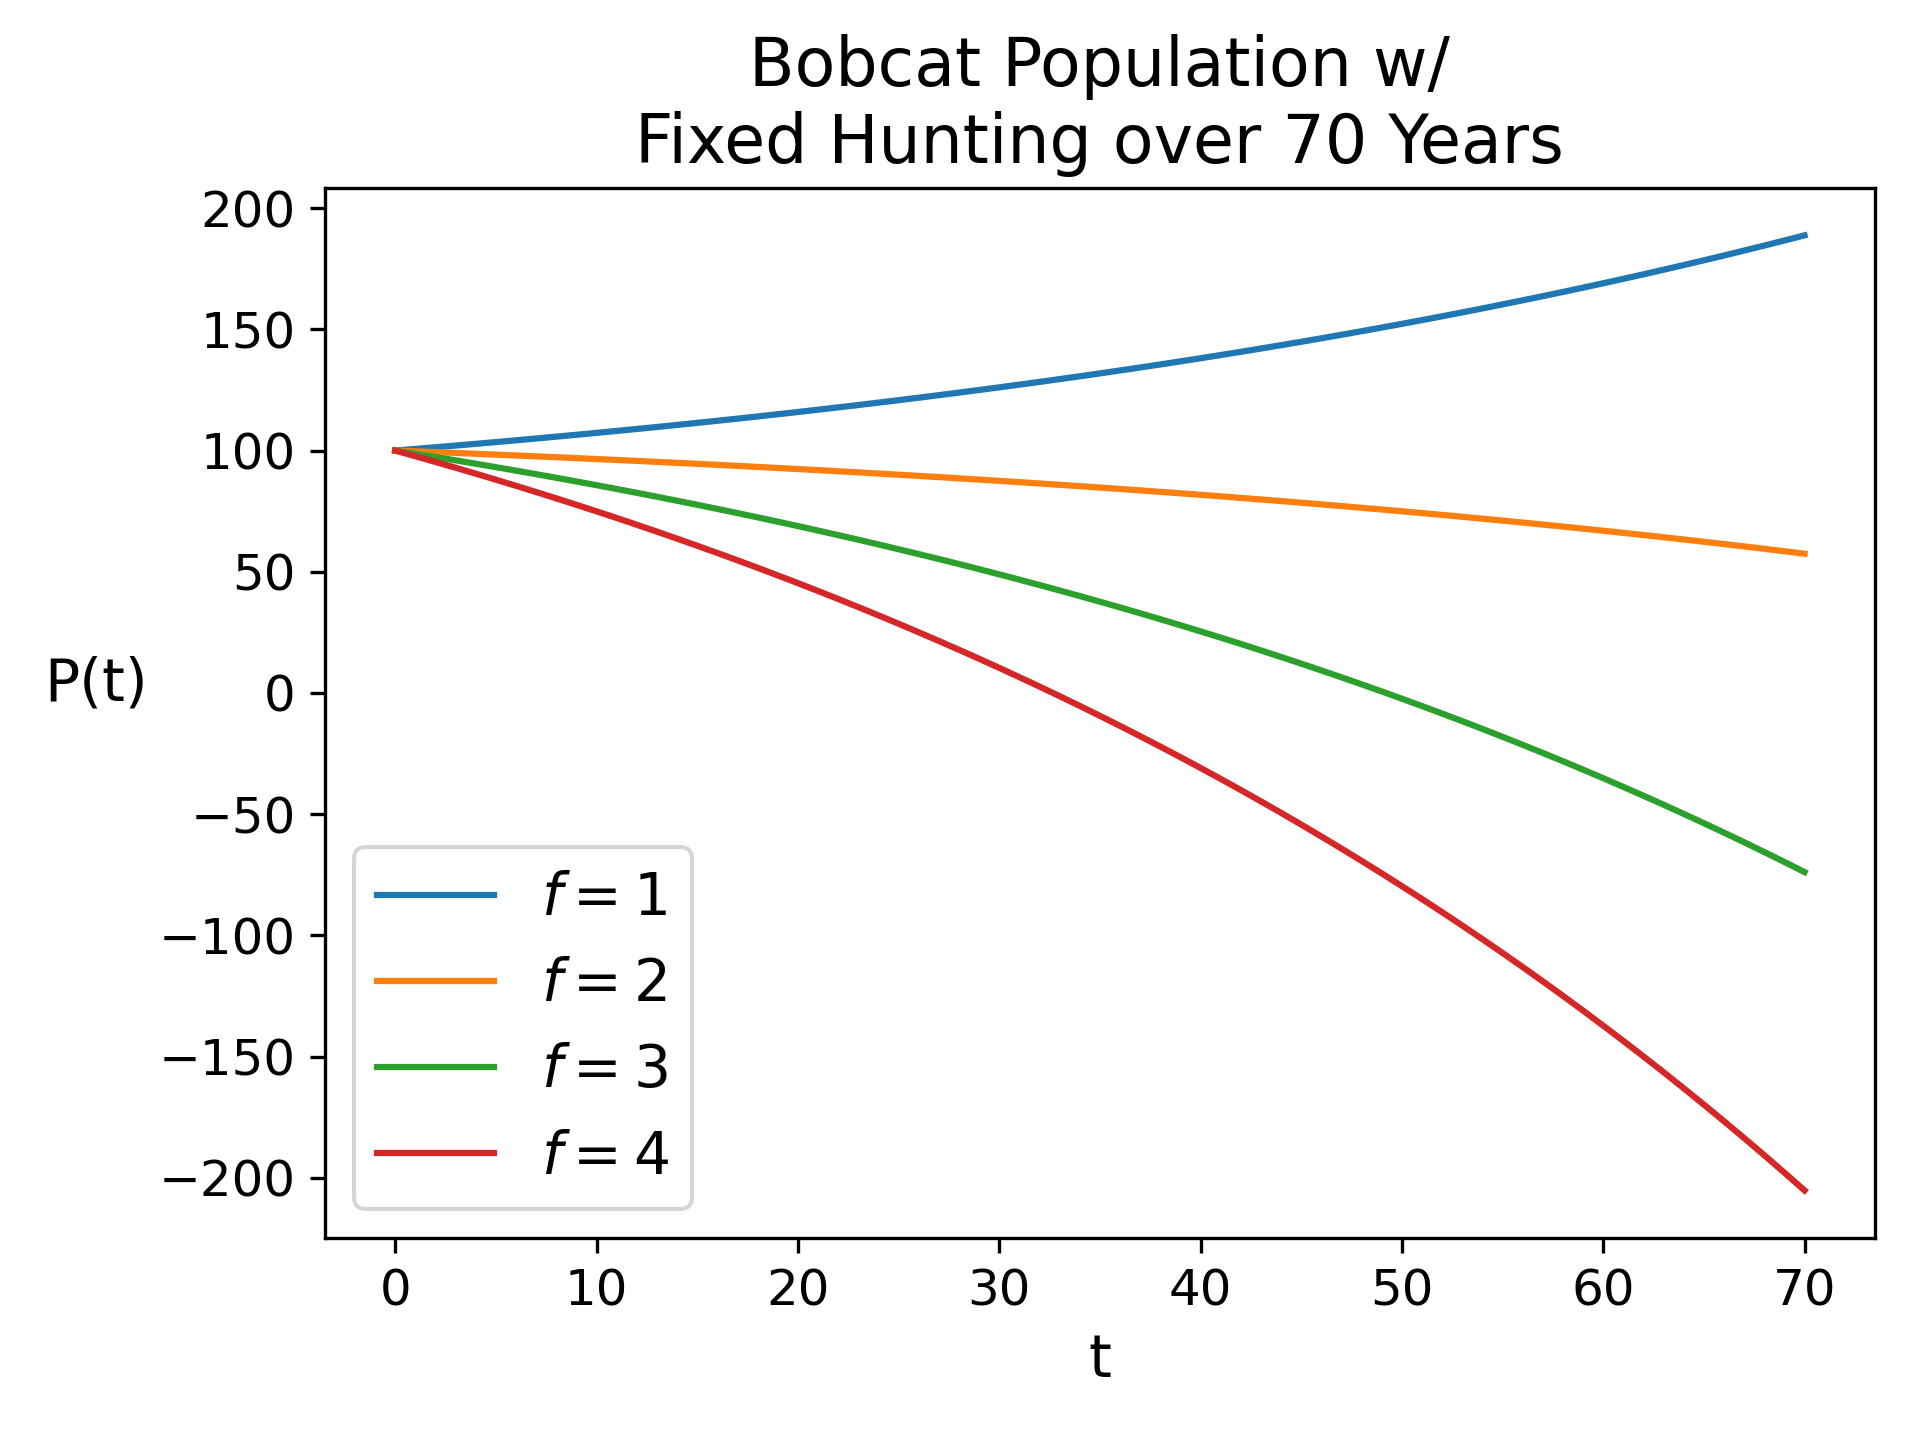 Bobcat Population w/
Fixed Hunting over 70 Years
200
150
100
50
0
−50
−100
−150
−200
P(t)
f = 1
f = 2
f = 3
f = 4
0 10 20 30 40 50 60 70
t